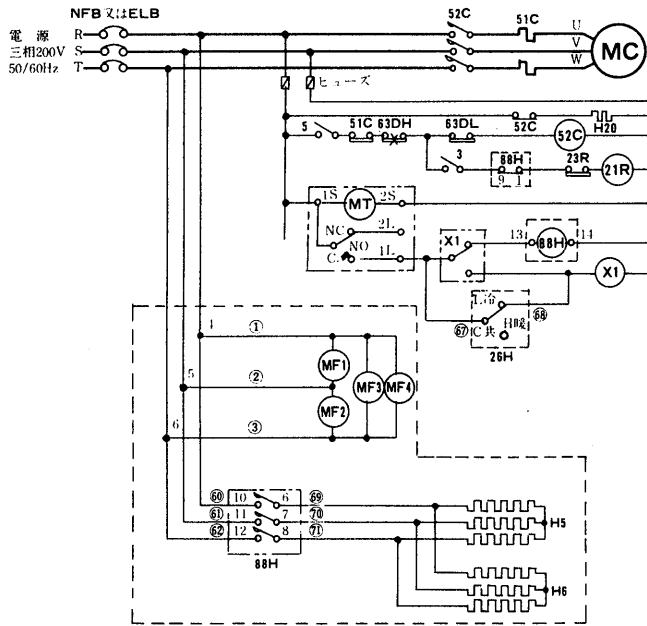 NFB又はELB
52C
51C
U
電 源 R
V
MC
三相200V S
W
50/60Hz T
ヒューズ
52C
H20
5
51C
63DH
63DL
52C
3
88H
9 1
23R
21R
1S
MT
2S
NC
2L
NO
C
1L
X1
13
88H
14
X1
L冷
⑥⑦
C共
H暖
⑥⑧
26H
4
①
MF1
5
②
MF3
MF4
MF2
6
③
⑥⓪ 10 6 ⑥⑨
⑥① 11 7 ⑦⓪
H5
⑥② 12 8 ⑦①
88H
H6